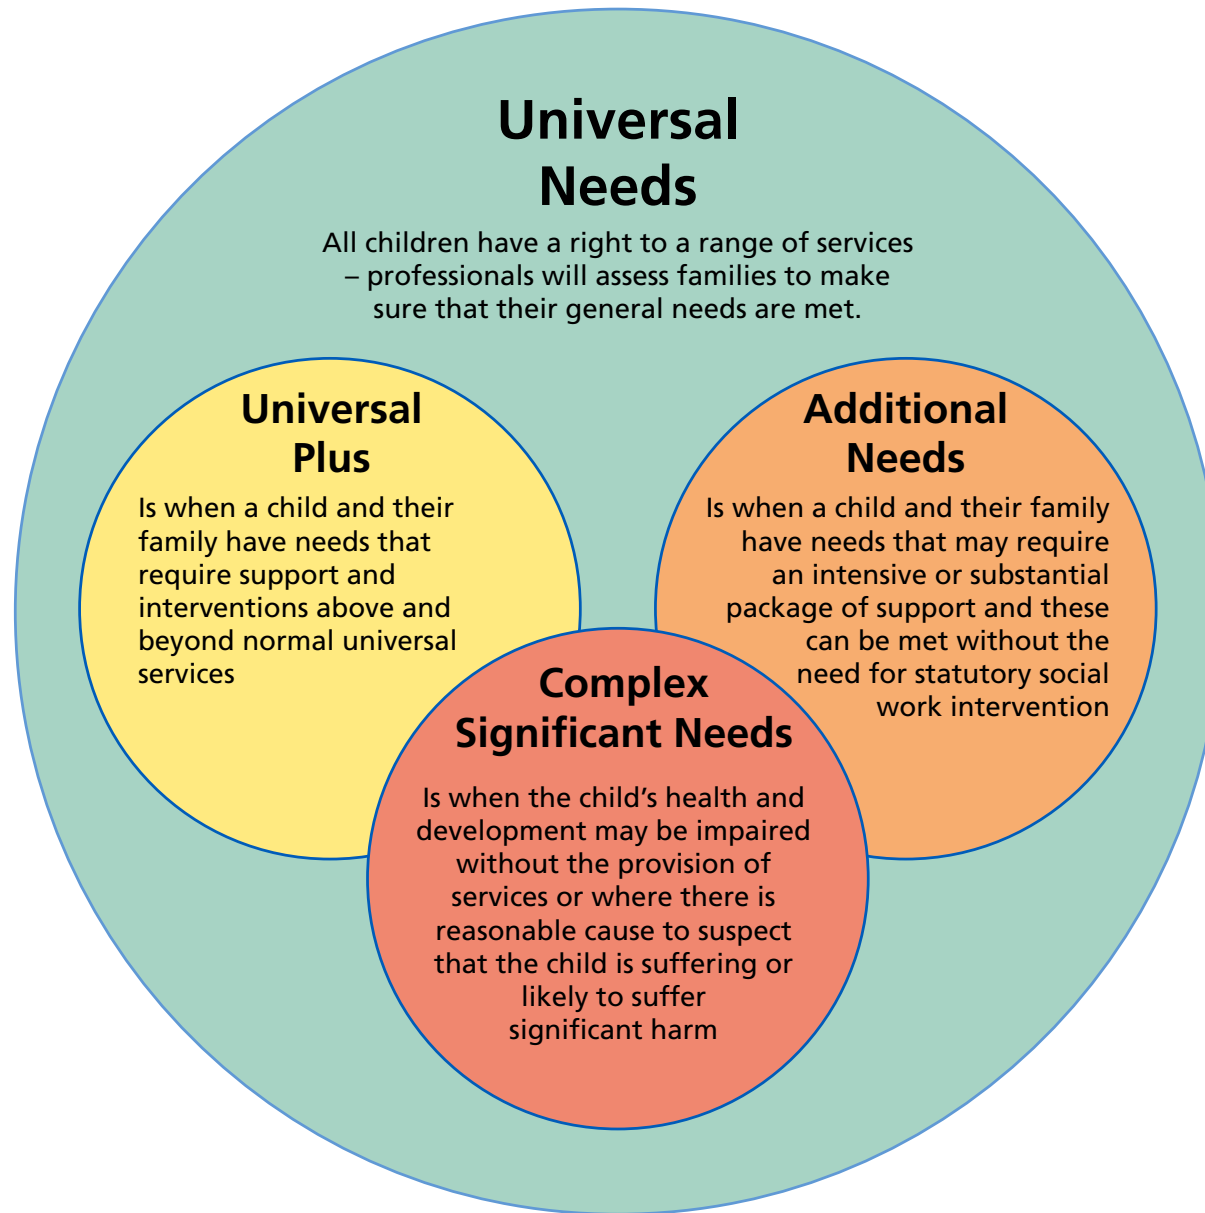 Universal
Needs
All children have a right to a range of services
– professionals will assess families to make
sure that their general needs are met.
Universal
Plus
Is when a child and their
family have needs that
require support and
interventions above and
beyond normal universal
services
Additional
Needs
Is when a child and their family
have needs that may require
an intensive or substantial
package of support and these
can be met without the
need for statutory social
work intervention
Complex
Significant Needs
Is when the child’s health and
development may be impaired
without the provision of
services or where there is
reasonable cause to suspect
that the child is suffering or
likely to suffer
significant harm